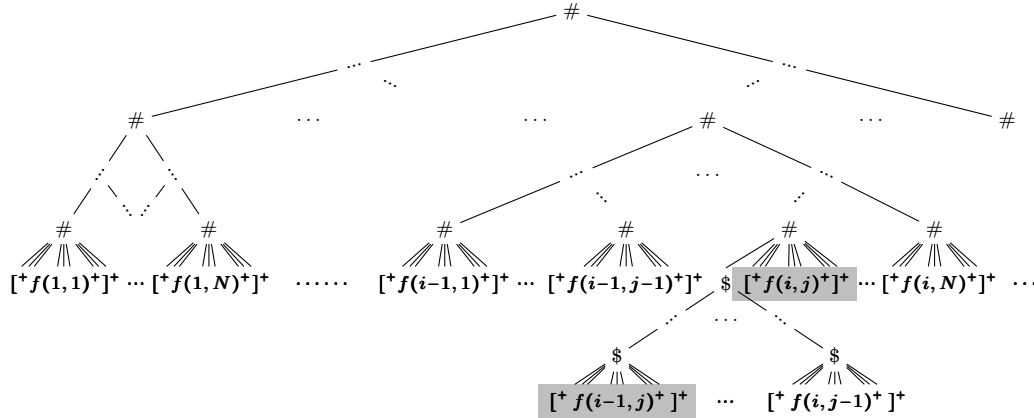 #
... ...
... ...
# ... ... # ... #
... ... ... ... ...
... ... ... ...
# # # # # #
[⁺f(1,1)⁺]⁺ ... [⁺f(1,N)⁺]⁺ ...... [⁺f(i−1,1)⁺]⁺ ... [⁺f(i−1,j−1)⁺]⁺ $ [⁺f(i,j)⁺]⁺ ... [⁺f(i,N)⁺]⁺ ...
... ... ...
$ $
[⁺ f(i−1,j)⁺ ]⁺ ... [⁺ f(i,j−1)⁺ ]⁺